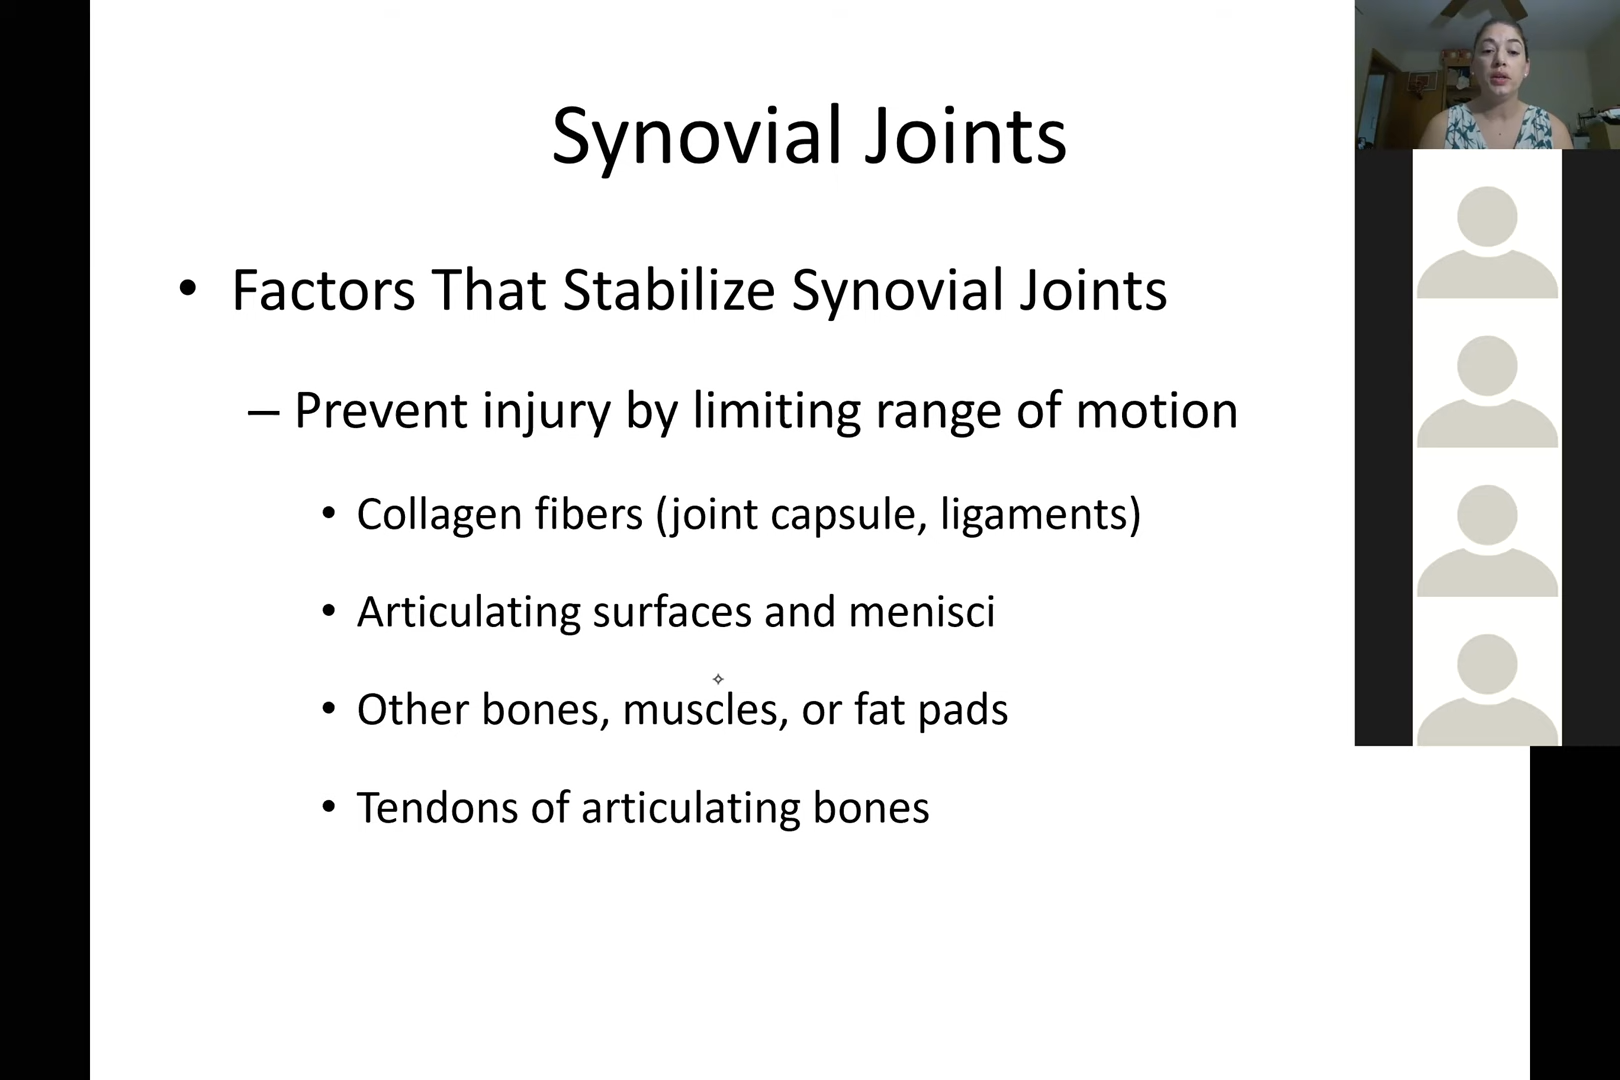 Synovial Joints
• Factors That Stabilize Synovial Joints
– Prevent injury by limiting range of motion
• Collagen fibers (joint capsule, ligaments)
• Articulating surfaces and menisci
• Other bones, muscles, or fat pads
• Tendons of articulating bones